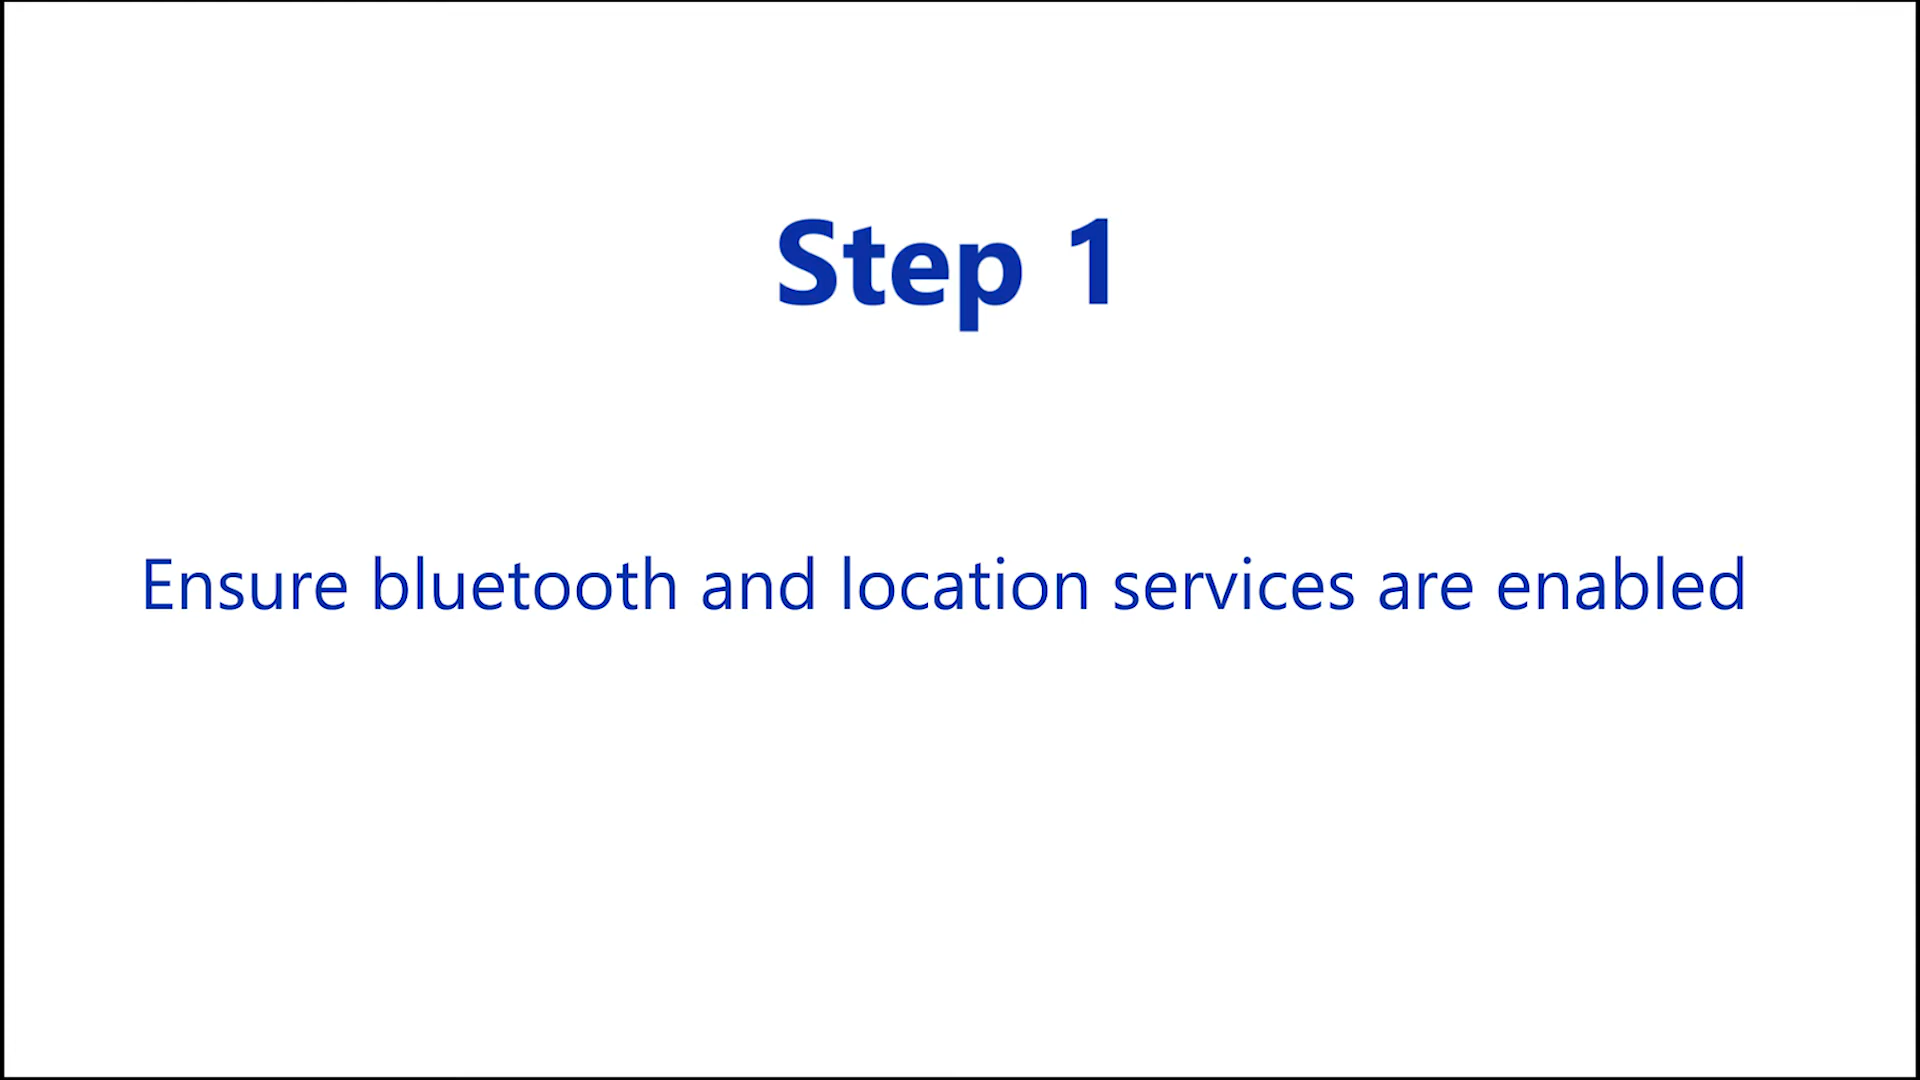 Step 1
Ensure bluetooth and location services are enabled